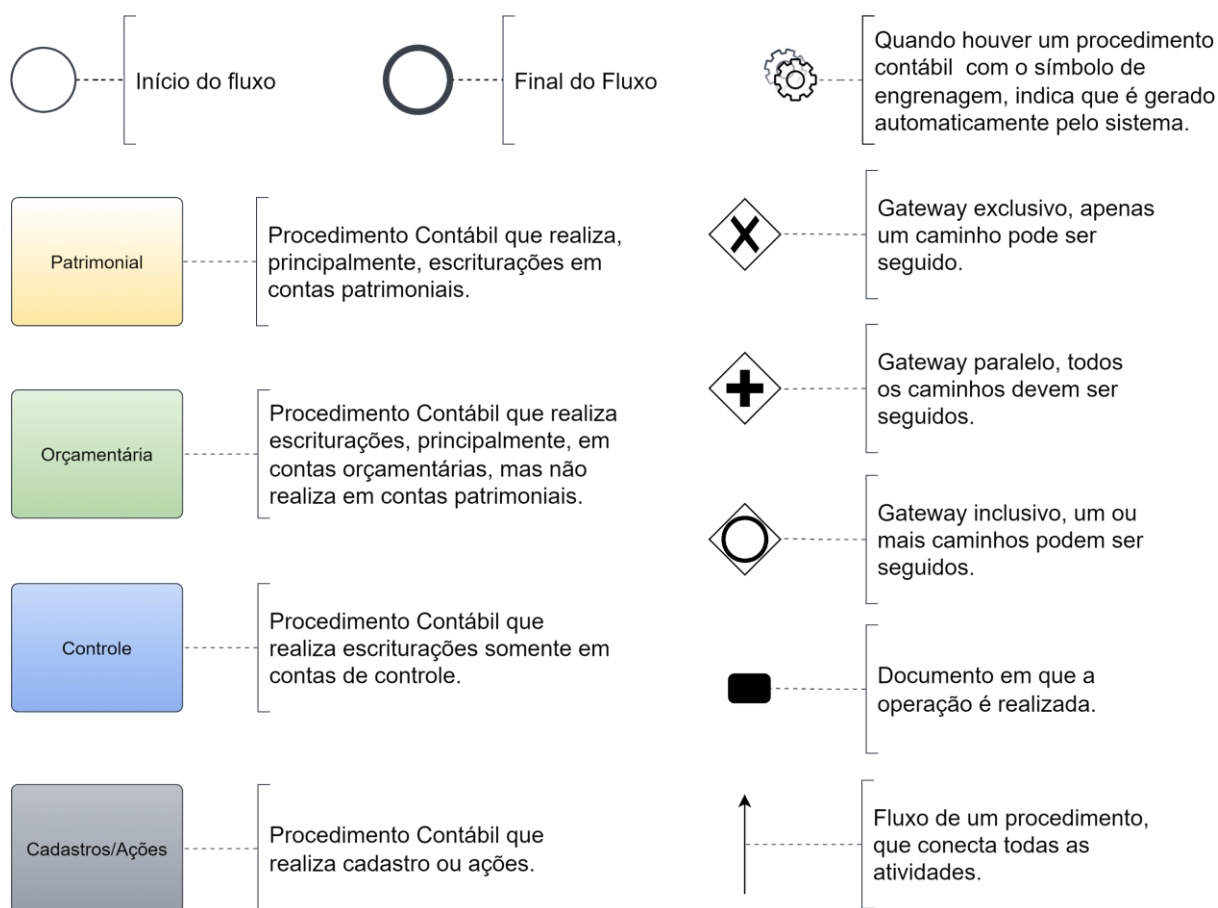 Início do fluxo
Final do Fluxo
Quando houver um procedimento
contábil com o símbolo de
engrenagem, indica que é gerado
automaticamente pelo sistema.
Patrimonial
Procedimento Contábil que realiza,
principalmente, escriturações em
contas patrimoniais.
Gateway exclusivo, apenas
um caminho pode ser
seguido.
Orçamentária
Procedimento Contábil que realiza
escriturações, principalmente, em
contas orçamentárias, mas não
realiza em contas patrimoniais.
Gateway paralelo, todos
os caminhos devem ser
seguidos.
Gateway inclusivo, um ou
mais caminhos podem ser
seguidos.
Controle
Procedimento Contábil que
realiza escriturações somente em
contas de controle.
Documento em que a
operação é realizada.
Cadastros/Ações
Procedimento Contábil que
realiza cadastro ou ações.
Fluxo de um procedimento,
que conecta todas as
atividades.